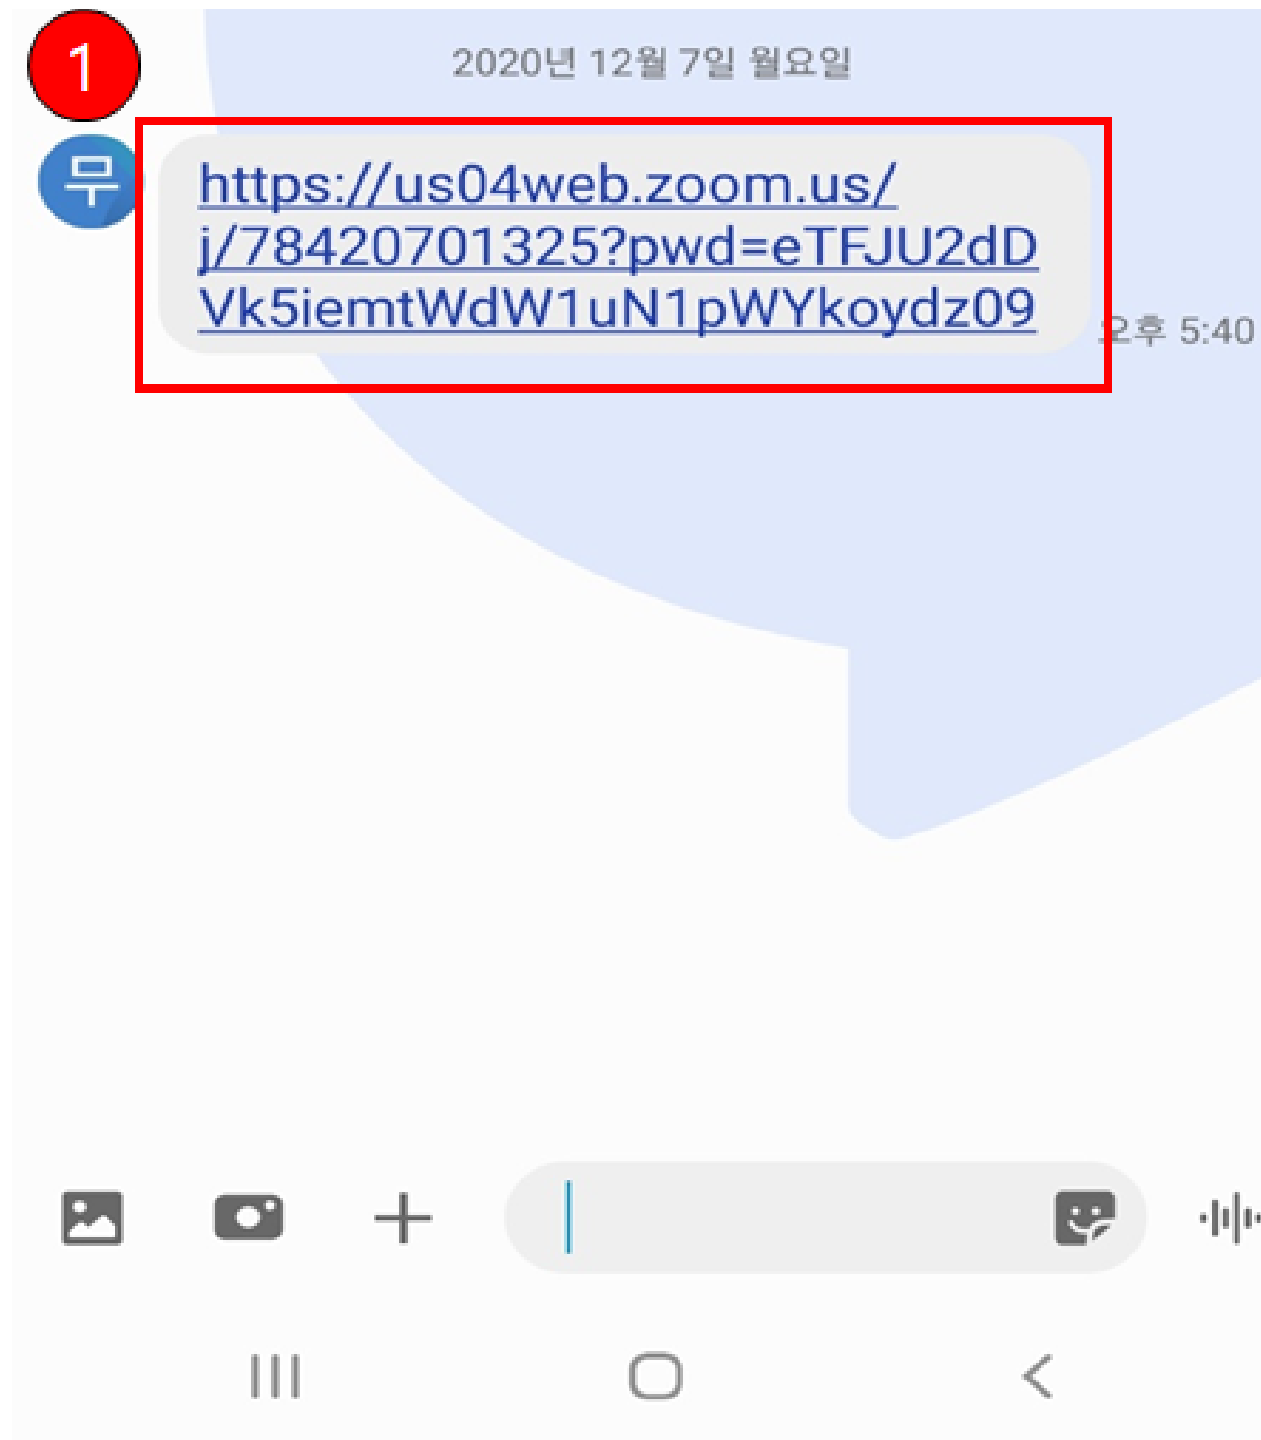 1
2020년 12월 7일 월요일
무
https://us04web.zoom.us/
j/78420701325?pwd=eTFJU2dD
Vk5iemtWdW1uN1pWYkoydz09
오후 5:40